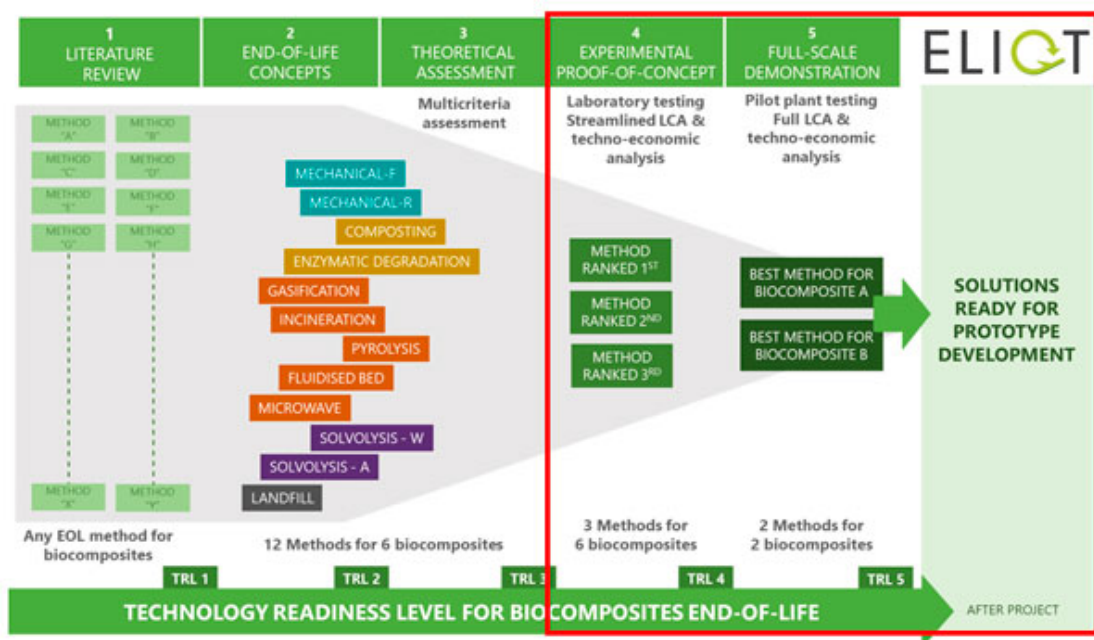 1
LITERATURE
REVIEW
2
END-OF-LIFE
CONCEPTS
3
THEORETICAL
ASSESSMENT
4
EXPERIMENTAL
PROOF-OF-CONCEPT
5
FULL-SCALE
DEMONSTRATION
ELIOT
Multicriteria
assessment
Laboratory testing
Streamlined LCA &
techno-economic
analysis
Pilot plant testing
Full LCA &
techno-economic
analysis
METHOD
"A"
METHOD
"B"
METHOD
"C"
METHOD
"D"
METHOD
"E"
METHOD
"F"
METHOD
"G"
METHOD
"H"
METHOD
"X"
METHOD
"Y"
MECHANICAL-F
MECHANICAL-R
COMPOSTING
ENZYMATIC DEGRADATION
GASIFICATION
INCINERATION
PYROLYSIS
FLUIDISED BED
MICROWAVE
SOLVOLYSIS - W
SOLVOLYSIS - A
LANDFILL
METHOD
RANKED 1ST
METHOD
RANKED 2ND
METHOD
RANKED 3RD
BEST METHOD FOR
BIOCOMPOSITE A
BEST METHOD FOR
BIOCOMPOSITE B
SOLUTIONS
READY FOR
PROTOTYPE
DEVELOPMENT
Any EOL method for
biocomposites
12 Methods for 6 biocomposites
3 Methods for
6 biocomposites
2 Methods for
2 biocomposites
TRL 1
TRL 2
TRL 3
TRL 4
TRL 5
TECHNOLOGY READINESS LEVEL FOR BIOCOMPOSITES END-OF-LIFE
AFTER PROJECT